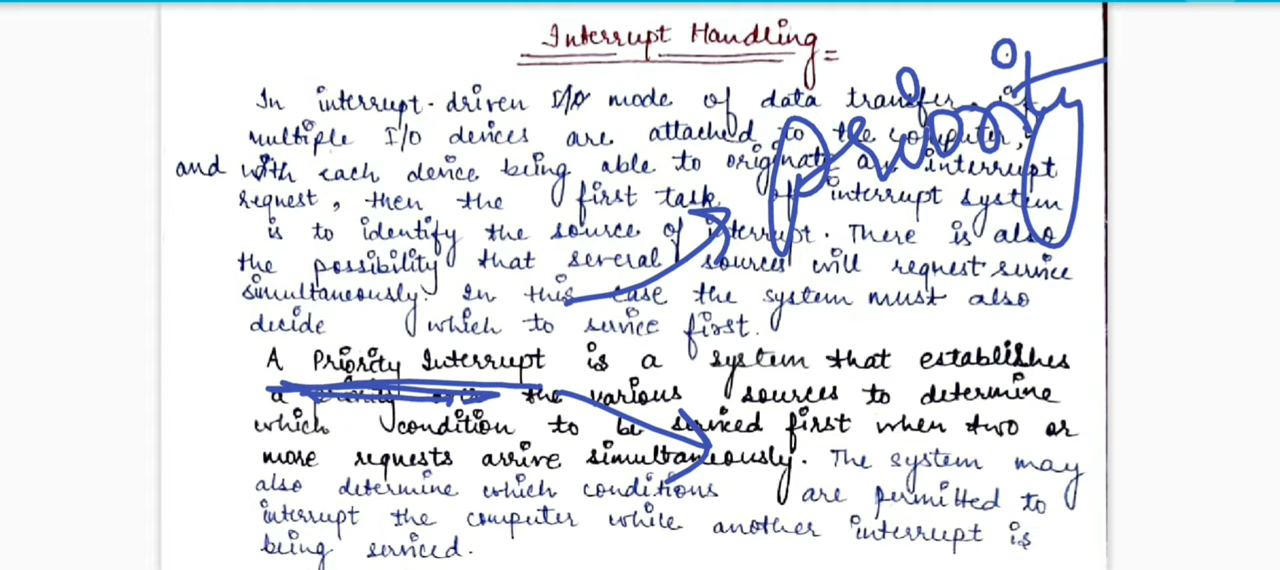 Interrupt Handling
In interrupt-driven I/O mode of data transfer, if
multiple I/O devices are attached to the computer,
and with each device being able to originate an interrupt
request, then the first task of interrupt system
is to identify the source of interrupt. There is also
the possibility that several sources will request service
simultaneously. In this case the system must also
decide which to service first.
A Priority Interrupt is a system that establishes
a priority over the various sources to determine
which condition to be serviced first when two or
more requests arrive simultaneously. The system may
also determine which conditions are permitted to
interrupt the computer while another interrupt is
being serviced.
priority